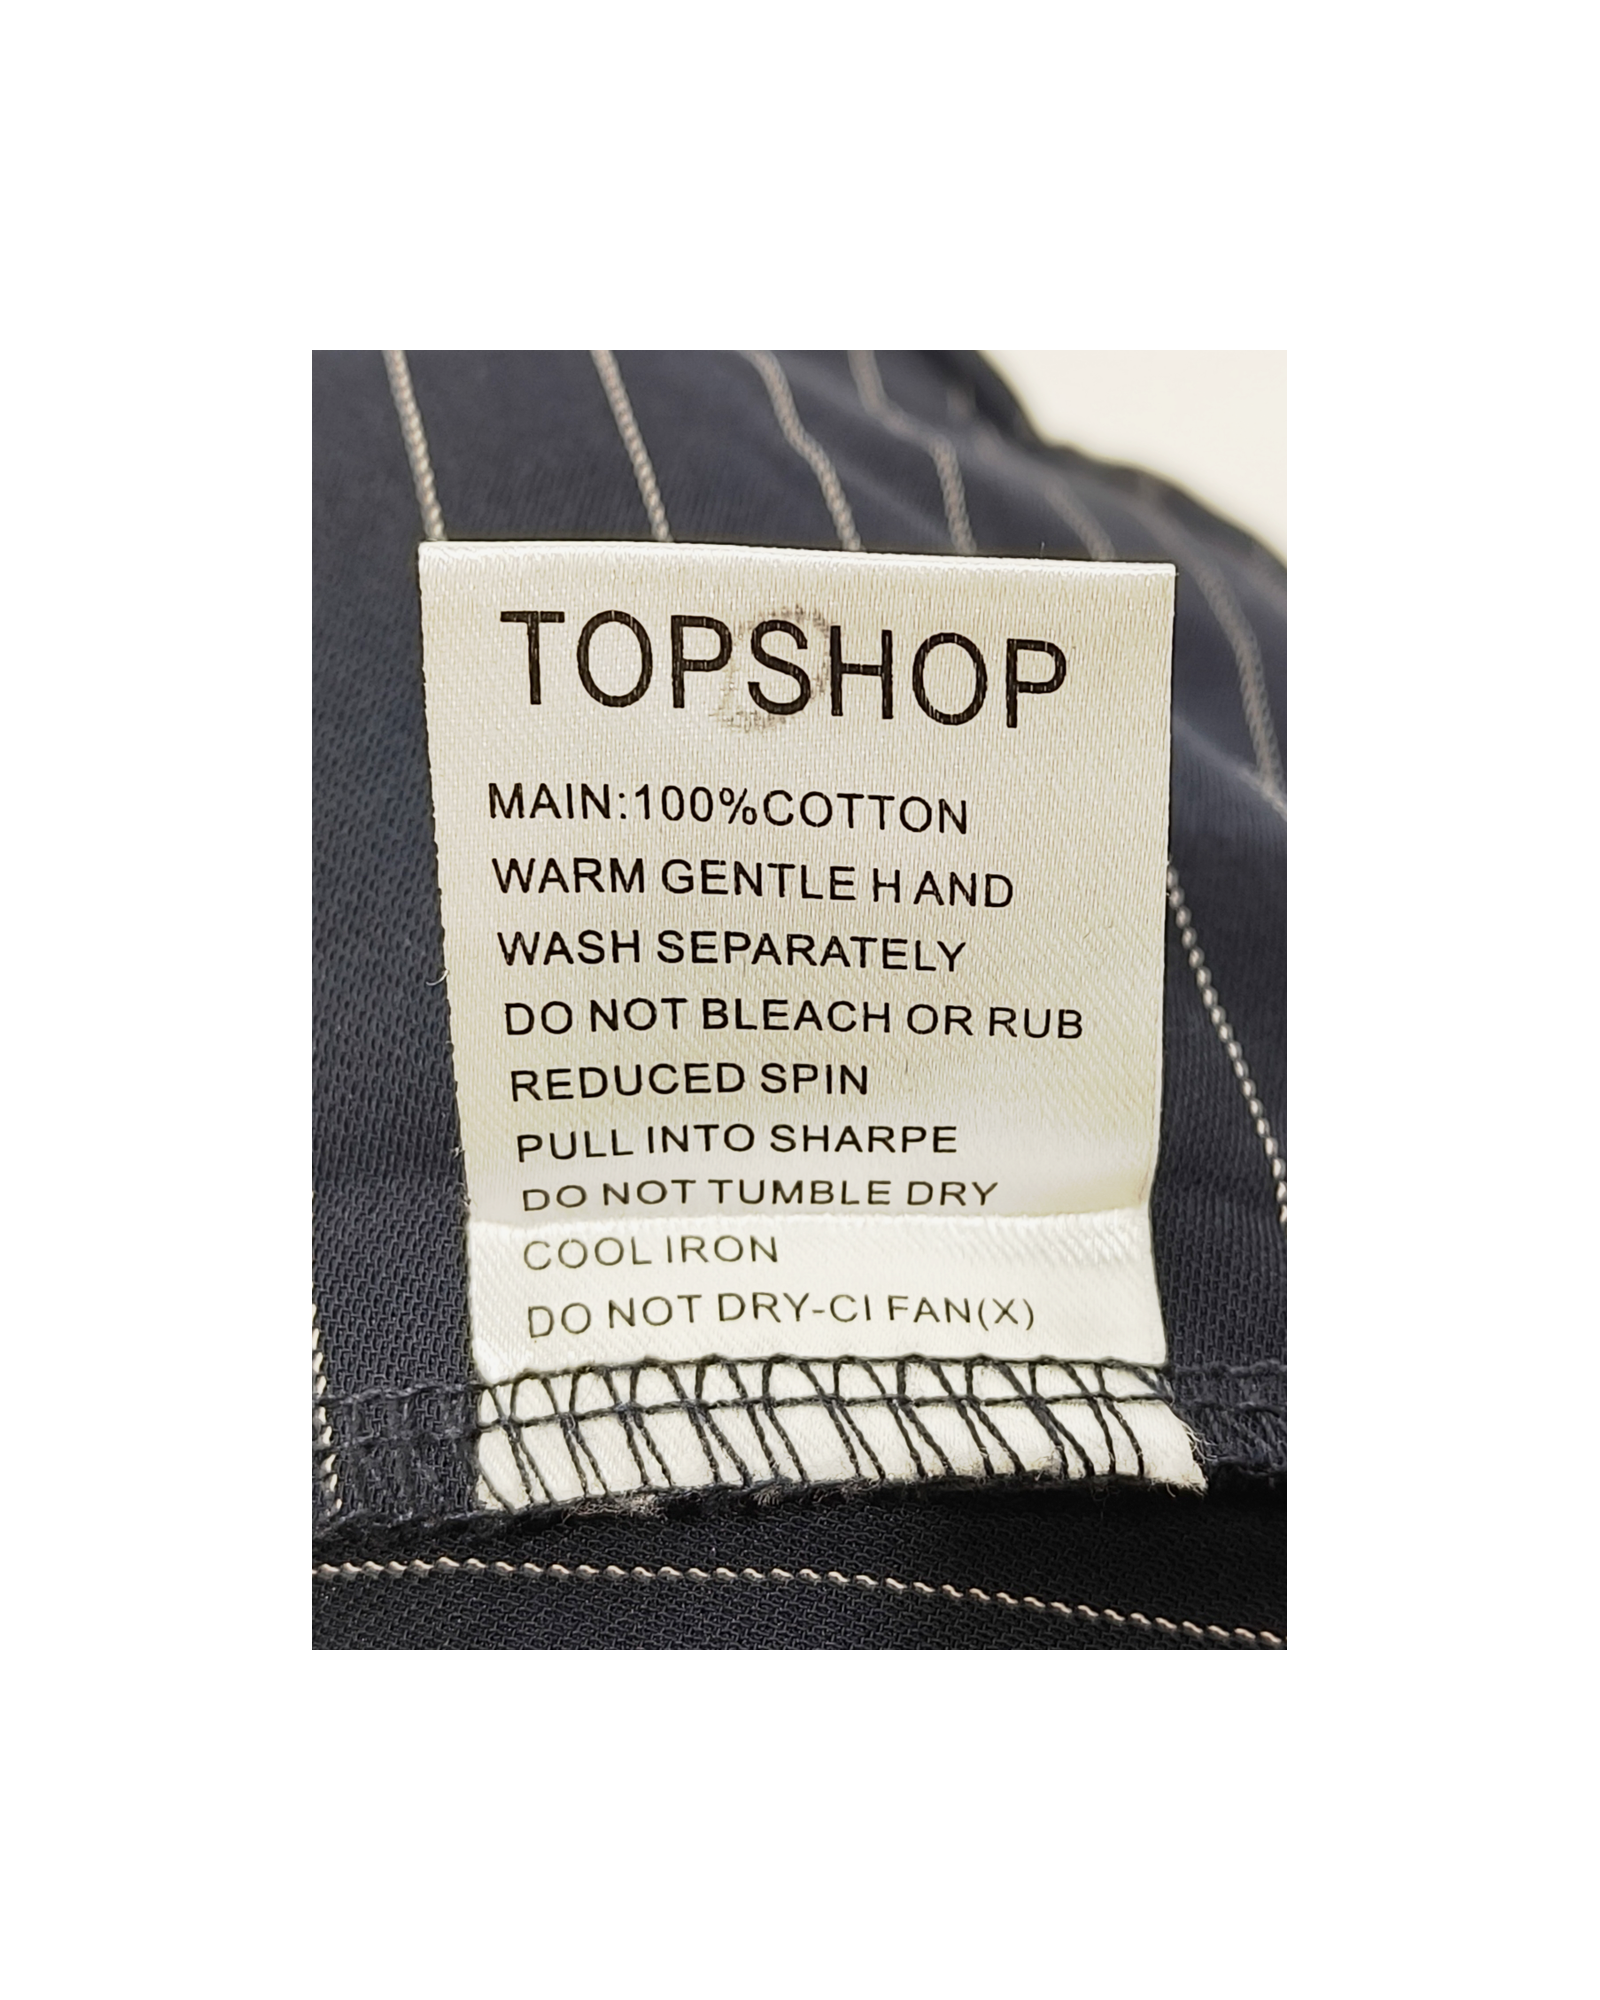 TOPSHOP
MAIN:100%COTTON
WARM GENTLE H AND
WASH SEPARATELY
DO NOT BLEACH OR RUB
REDUCED SPIN
PULL INTO SHARPE
DO NOT TUMBLE DRY
COOL IRON
DO NOT DRY-CI FAN(X)